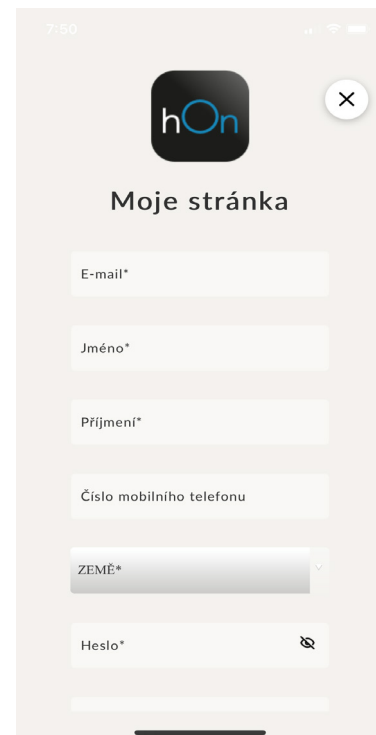 7:50
hOn
Moje stránka
E-mail*
Jméno*
Příjmení*
Číslo mobilního telefonu
ZEMĚ*
Heslo*